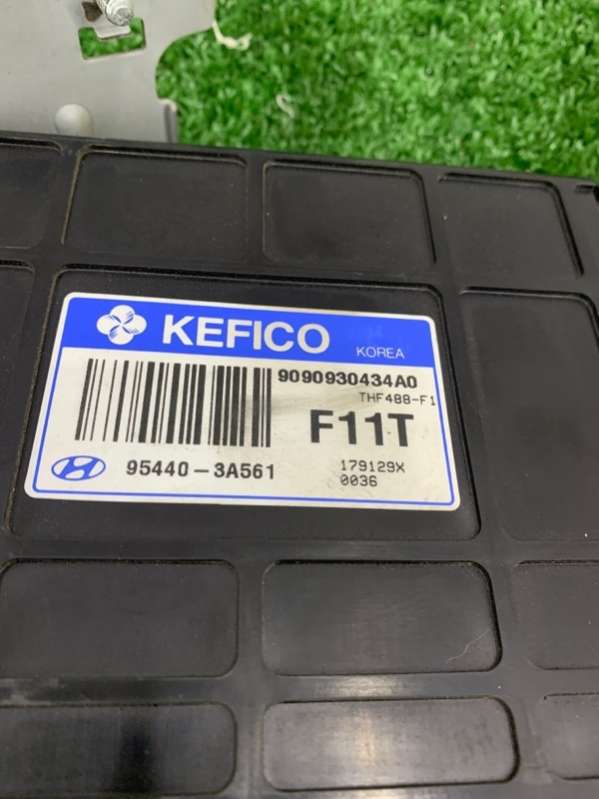 KEFICO
KOREA
9090930434A0
THF488-F1
F11T
95440-3A561
179129X
0036